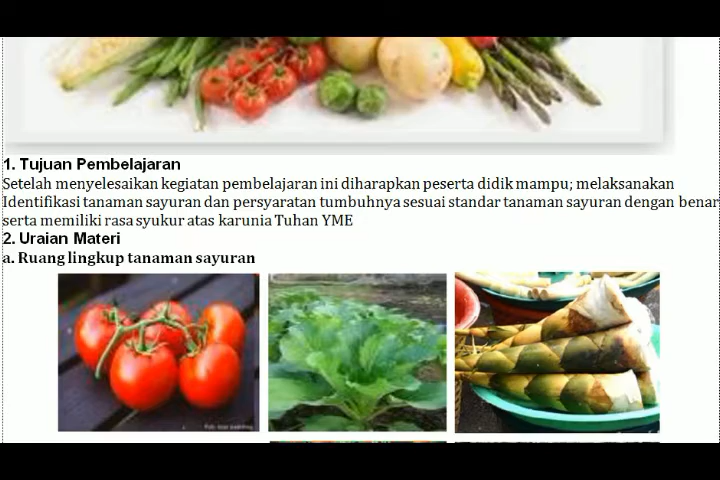 1. Tujuan Pembelajaran
Setelah menyelesaikan kegiatan pembelajaran ini diharapkan peserta didik mampu; melaksanakan
Identifikasi tanaman sayuran dan persyaratan tumbuhnya sesuai standar tanaman sayuran dengan benar
serta memiliki rasa syukur atas karunia Tuhan YME
2. Uraian Materi
a. Ruang lingkup tanaman sayuran